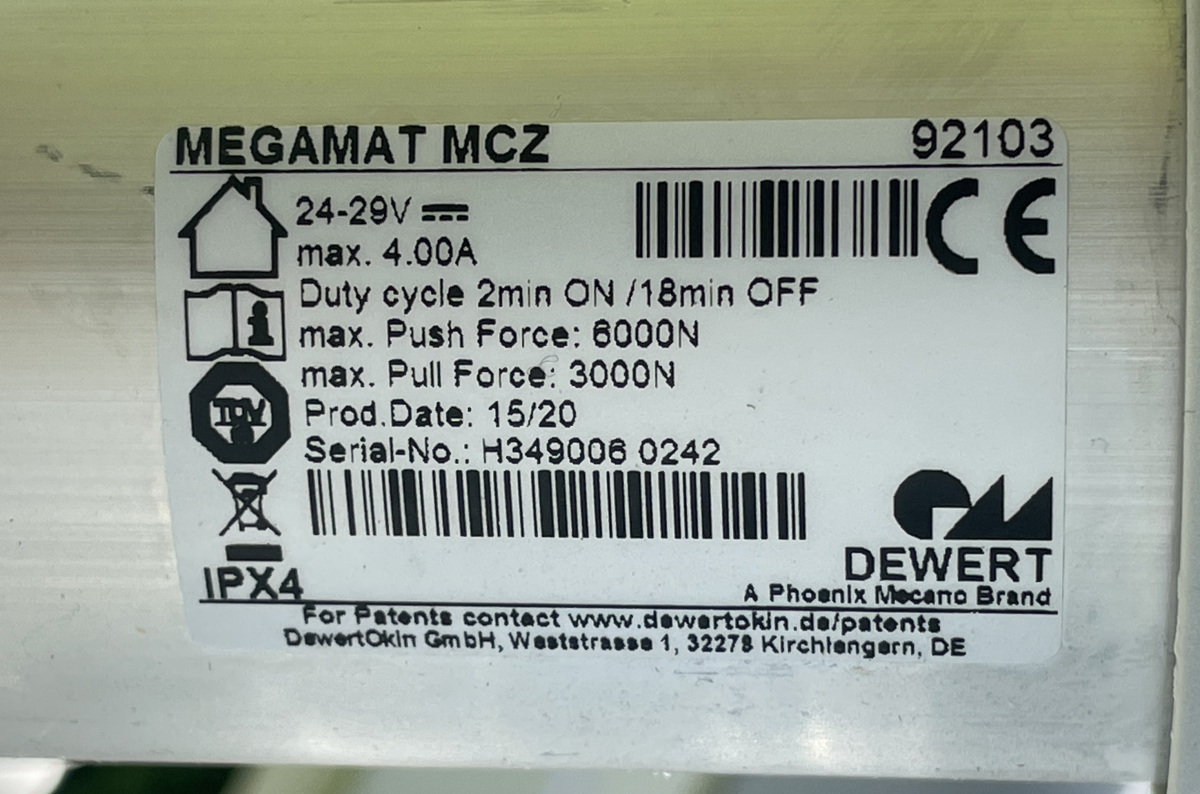 MEGAMAT MCZ 92103
24-29V
max. 4.00A
CE
Duty cycle 2min ON /18min OFF
max. Push Force: 6000N
max. Pull Force: 3000N
TÜV
Prod.Date: 15/20
Serial-No.: H349006 0242
IPX4
DEWERT
A Phoenix Mecano Brand
For Patents contact www.dewertokin.de/patents
DewertOkin GmbH, Weststrasse 1, 32278 Kirchlengern, DE